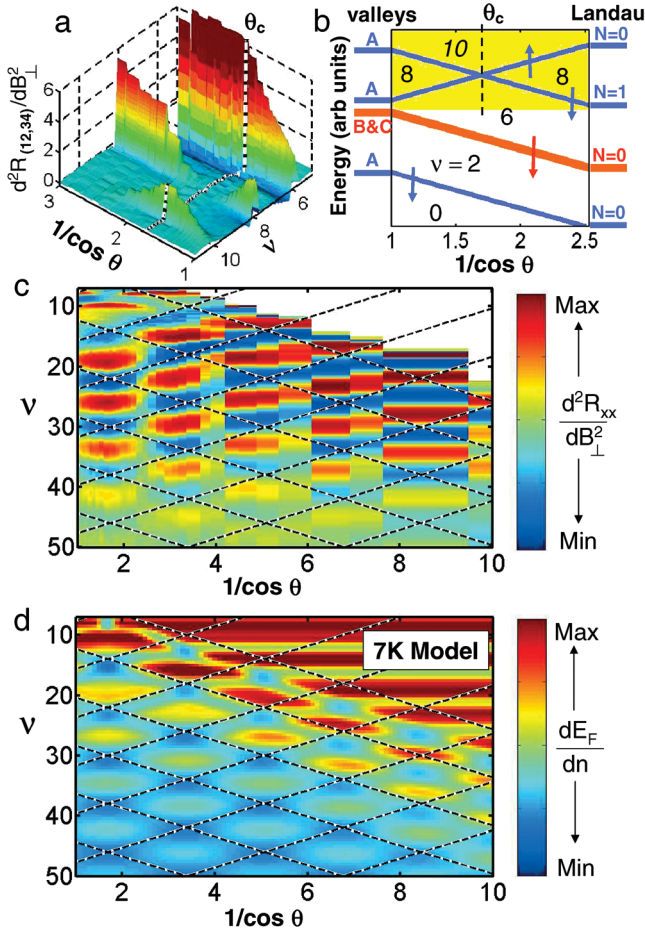 a
θc
d²R(12,34)/dB²⊥
6
4
2
0
3
2
1
1/cos θ
10
8
6
ν
b
valleys
θc
Landau
Energy (arb units)
A
10
N=0
8
8
A
N=1
B&C
6
A
ν = 2
N=0
0
N=0
1
1.5
2
2.5
1/cos θ
c
10
20
30
40
50
ν
2
4
6
8
10
1/cos θ
Max
d²Rxx
dB²⊥
Min
d
7K Model
10
20
30
40
50
ν
2
4
6
8
10
1/cos θ
Max
dEF
dn
Min